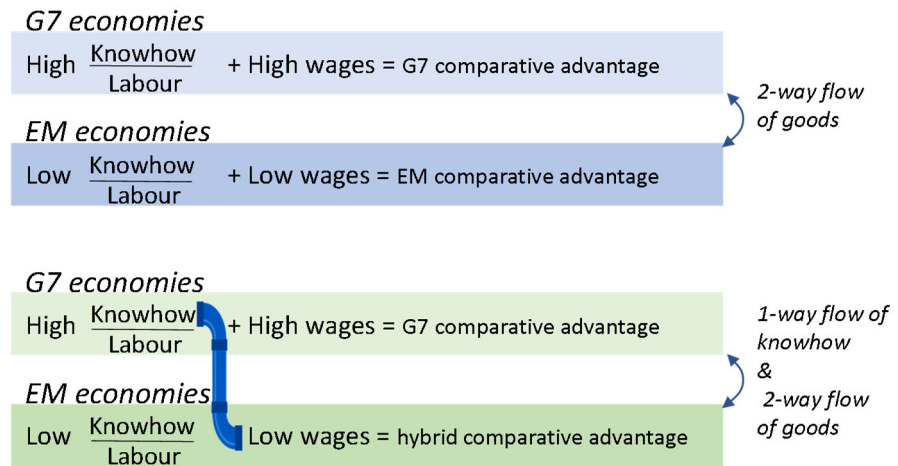 G7 economies
High Knowhow
Labour + High wages = G7 comparative advantage
2-way flow
of goods
EM economies
Low Knowhow
Labour + Low wages = EM comparative advantage
G7 economies
High Knowhow
Labour + High wages = G7 comparative advantage
1-way flow of
knowhow
&
2-way flow
of goods
EM economies
Low Knowhow
Labour Low wages = hybrid comparative advantage